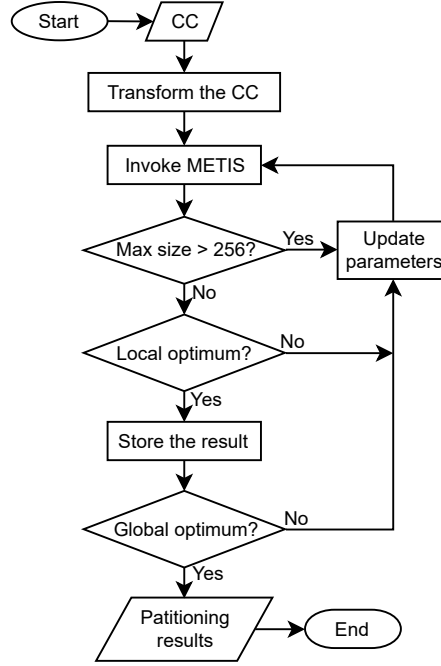 Start
CC
Transform the CC
Invoke METIS
Max size > 256?
Yes
Update
parameters
No
Local optimum?
No
Yes
Store the result
Global optimum?
No
Yes
Patitioning
results
End